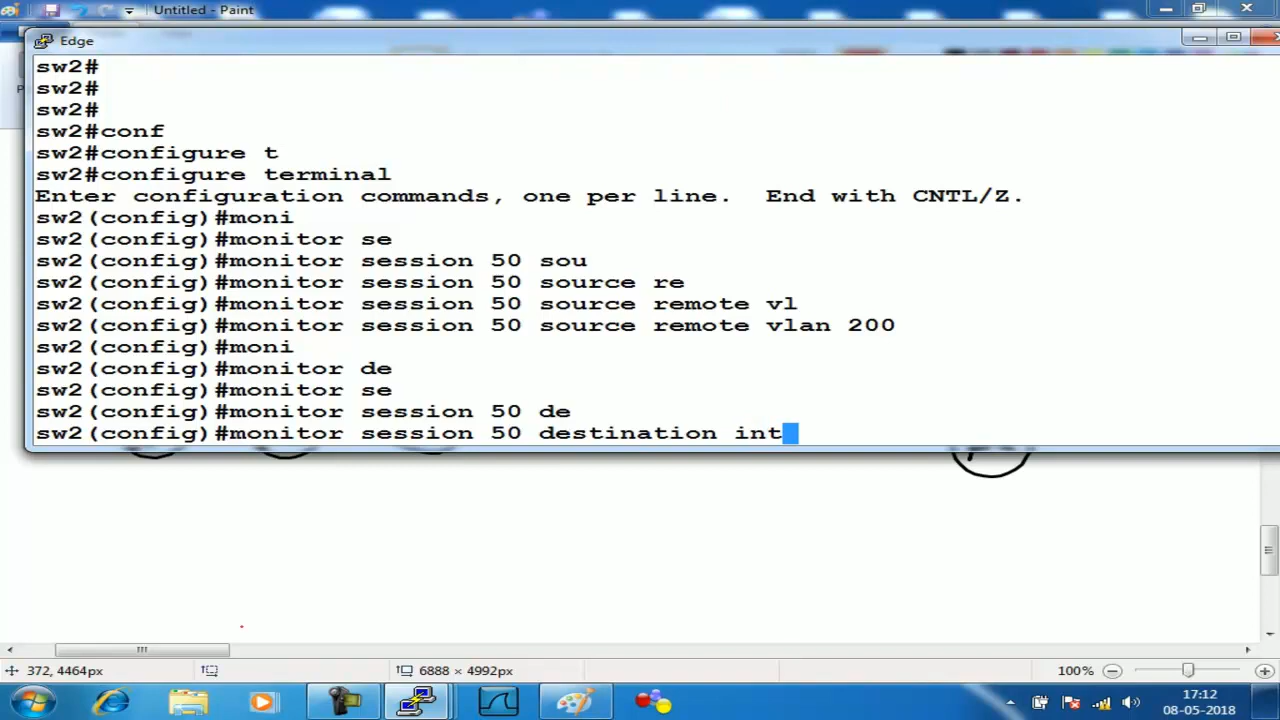 Untitled - Paint
Edge
sw2#
sw2#
sw2#
sw2#conf
sw2#configure t
sw2#configure terminal
Enter configuration commands, one per line.  End with CNTL/Z.
sw2(config)#moni
sw2(config)#monitor se
sw2(config)#monitor session 50 sou
sw2(config)#monitor session 50 source re
sw2(config)#monitor session 50 source remote vl
sw2(config)#monitor session 50 source remote vlan 200
sw2(config)#moni
sw2(config)#monitor de
sw2(config)#monitor se
sw2(config)#monitor session 50 de
sw2(config)#monitor session 50 destination int
372, 4464px
6888 × 4992px
100%
17:12
08-05-2018